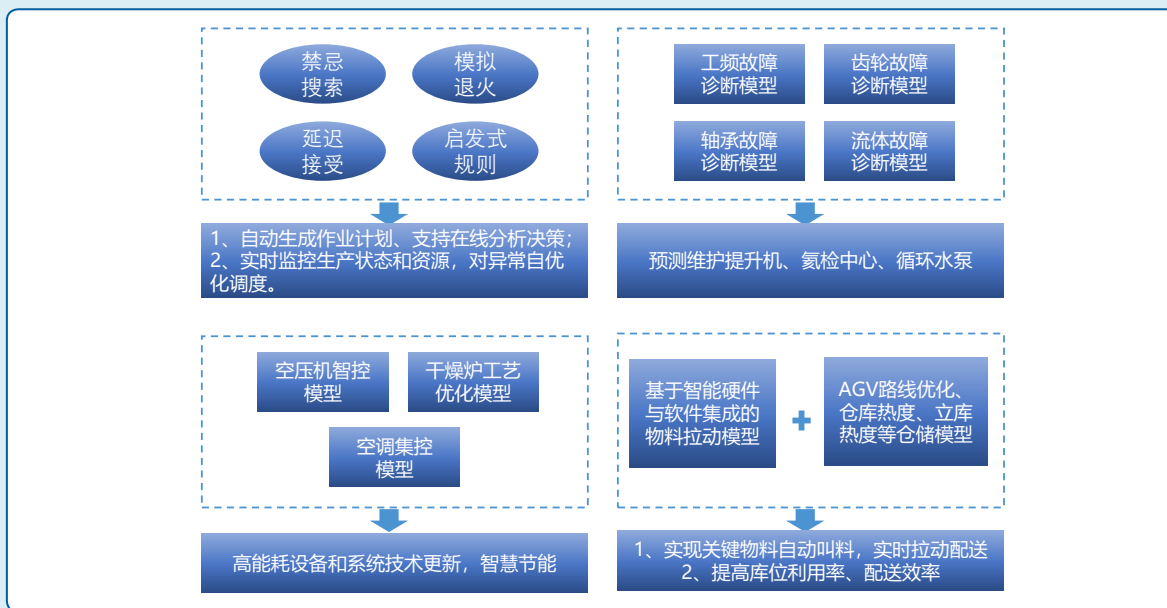 禁忌
搜索
模拟
退火
延迟
接受
启发式
规则
1、自动生成作业计划、支持在线分析决策；
2、实时监控生产状态和资源，对异常自优
化调度。
工频故障
诊断模型
齿轮故障
诊断模型
轴承故障
诊断模型
流体故障
诊断模型
预测维护提升机、氦检中心、循环水泵
空压机智控
模型
干燥炉工艺
优化模型
空调集控
模型
高能耗设备和系统技术更新，智慧节能
基于智能硬件
与软件集成的
物料拉动模型
AGV路线优化、
仓库热度、立库
热度等仓储模型
1、实现关键物料自动叫料，实时拉动配送
2、提高库位利用率、配送效率